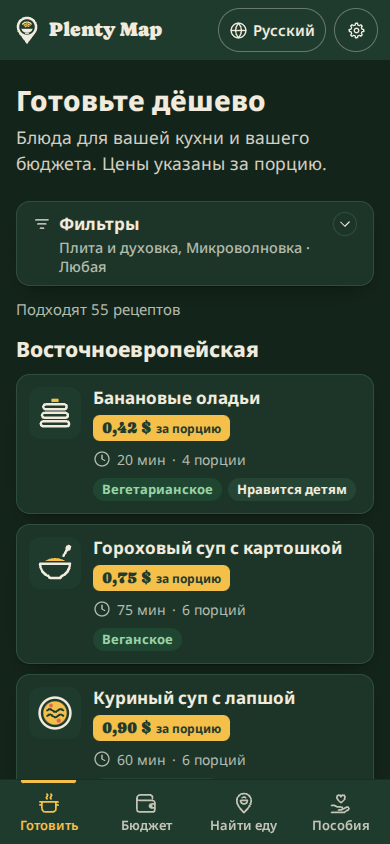 Plenty Map
Русский
Готовьте дёшево
Блюда для вашей кухни и вашего
бюджета. Цены указаны за порцию.
Фильтры
Плита и духовка, Микроволновка ·
Любая
Подходят 55 рецептов
Восточноевропейская
Банановые оладьи
0,42 $ за порцию
20 мин · 4 порции
Вегетарианское
Нравится детям
Гороховый суп с картошкой
0,75 $ за порцию
75 мин · 6 порций
Веганское
Куриный суп с лапшой
0,90 $ за порцию
60 мин · 6 порций
Готовить
Бюджет
Найти еду
Пособия